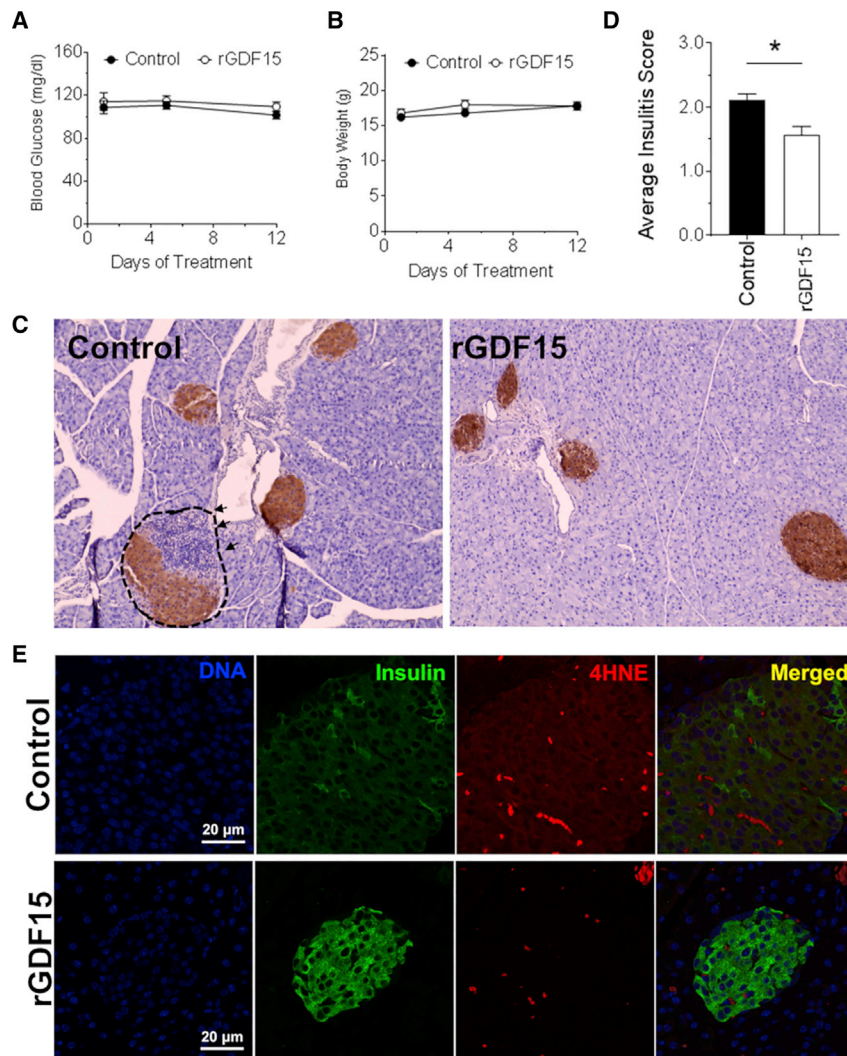 A
Blood Glucose (mg/dl)
160
120
80
40
0
Control
rGDF15
0
4
8
12
Days of Treatment
B
Body Weight (g)
25
20
15
10
5
0
Control
rGDF15
0
4
8
12
Days of Treatment
D
Average Insulitis Score
3.0
2.0
1.0
0.0
*
Control
rGDF15
C
Control
rGDF15
E
DNA
Insulin
4HNE
Merged
Control
20 µm
rGDF15
20 µm